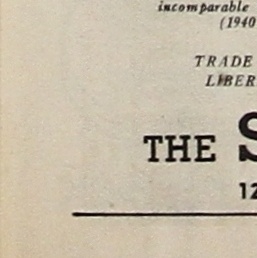 incomparable
(1940
TRADE
LIBER
THE S
12